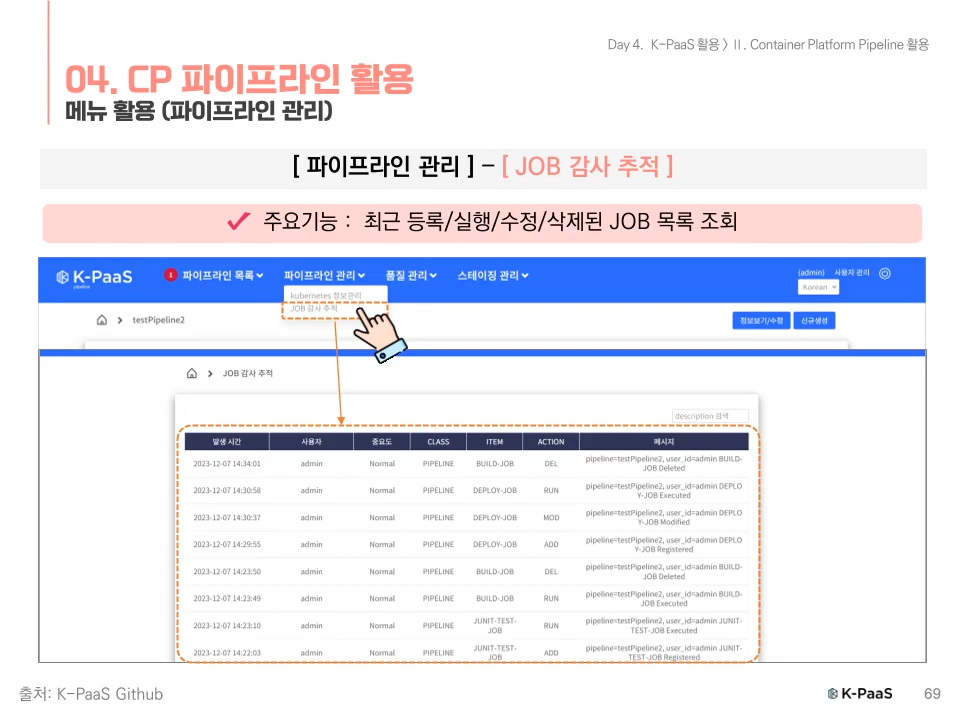 Day 4. K-PaaS 활용 > Ⅱ. Container Platform Pipeline 활용
04. CP 파이프라인 활용
메뉴 활용 (파이프라인 관리)
[ 파이프라인 관리 ] – [ JOB 감사 추적 ]
주요기능 : 최근 등록/실행/수정/삭제된 JOB 목록 조회
K-PaaS pipeline 1 파이프라인 목록 파이프라인 관리 품질 관리 스테이징 관리 (admin) 사용자 관리
Korean
kubernetes 정보관리
JOB 감사 추적
testPipeline2 정보보기/수정 신규생성
JOB 감사 추적
description 검색
발생 시간 사용자 중요도 CLASS ITEM ACTION 메시지
2023-12-07 14:34:01 admin Normal PIPELINE BUILD-JOB DEL pipeline=testPipeline2, user_id=admin BUILD-
JOB Deleted
2023-12-07 14:30:58 admin Normal PIPELINE DEPLOY-JOB RUN pipeline=testPipeline2, user_id=admin DEPLO
Y-JOB Executed
2023-12-07 14:30:37 admin Normal PIPELINE DEPLOY-JOB MOD pipeline=testPipeline2, user_id=admin DEPLO
Y-JOB Modified
2023-12-07 14:29:55 admin Normal PIPELINE DEPLOY-JOB ADD pipeline=testPipeline2, user_id=admin DEPLO
Y-JOB Registered
2023-12-07 14:23:50 admin Normal PIPELINE BUILD-JOB DEL pipeline=testPipeline2, user_id=admin BUILD-
JOB Deleted
2023-12-07 14:23:49 admin Normal PIPELINE BUILD-JOB RUN pipeline=testPipeline2, user_id=admin BUILD-
JOB Executed
2023-12-07 14:23:10 admin Normal PIPELINE JUNIT-TEST- RUN pipeline=testPipeline2, user_id=admin JUNIT-
JOB TEST-JOB Executed
2023-12-07 14:22:03 admin Normal PIPELINE JUNIT-TEST- ADD pipeline=testPipeline2, user_id=admin JUNIT-
JOB TEST-JOB Registered
출처: K-PaaS Github K-PaaS 69